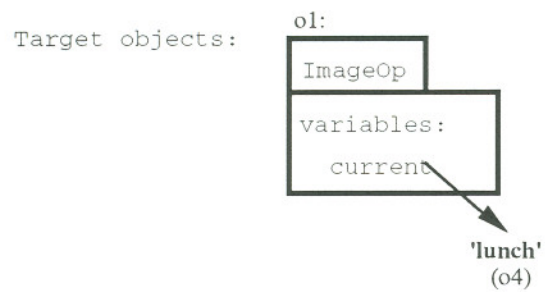 o1:
Target objects:
ImageOp
variables:
current
'lunch'
(o4)